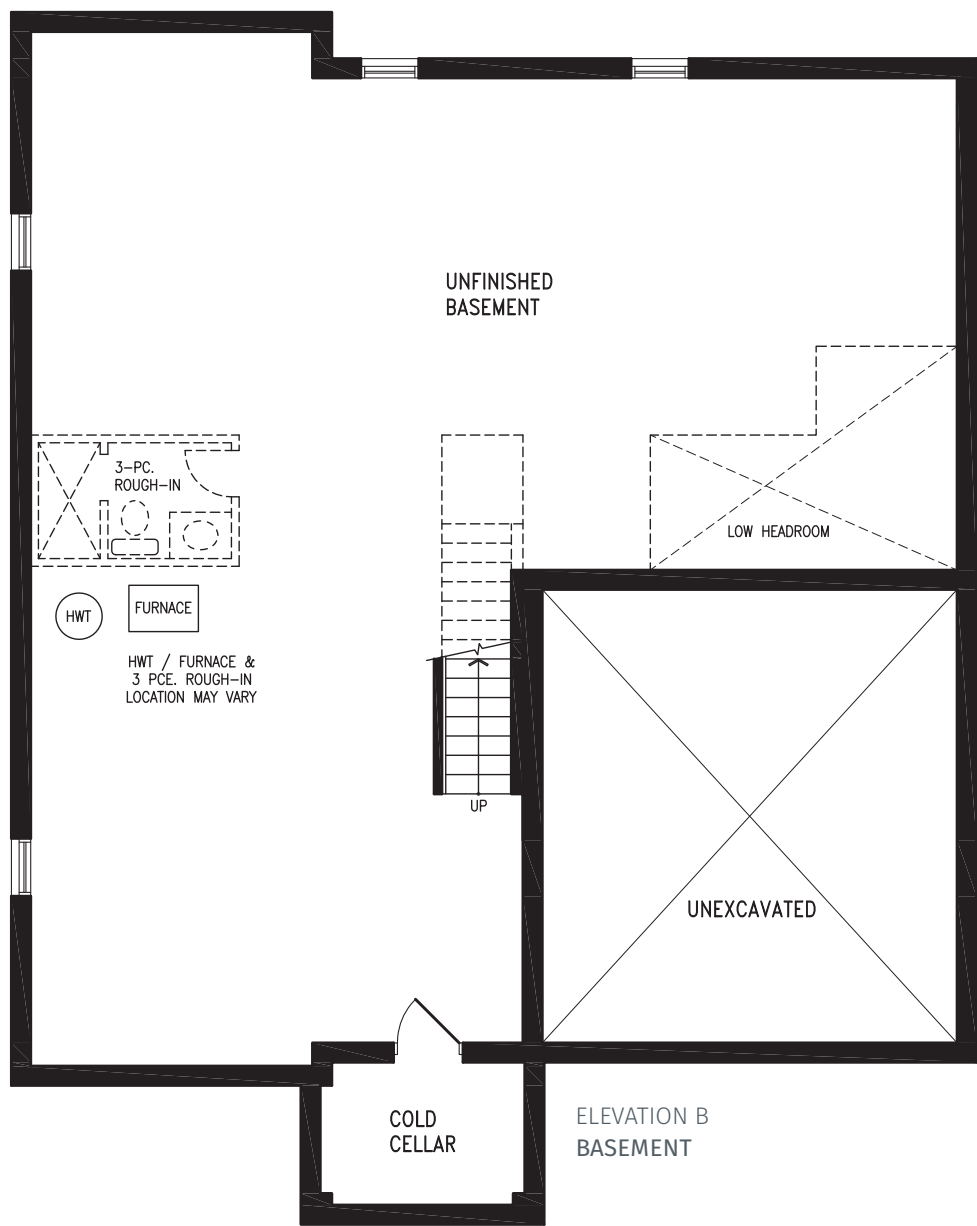 UNFINISHED
BASEMENT
3-PC.
ROUGH-IN
LOW HEADROOM
HWT
FURNACE
HWT / FURNACE &
3 PCE. ROUGH-IN
LOCATION MAY VARY
UP
UNEXCAVATED
COLD
CELLAR
ELEVATION B
BASEMENT